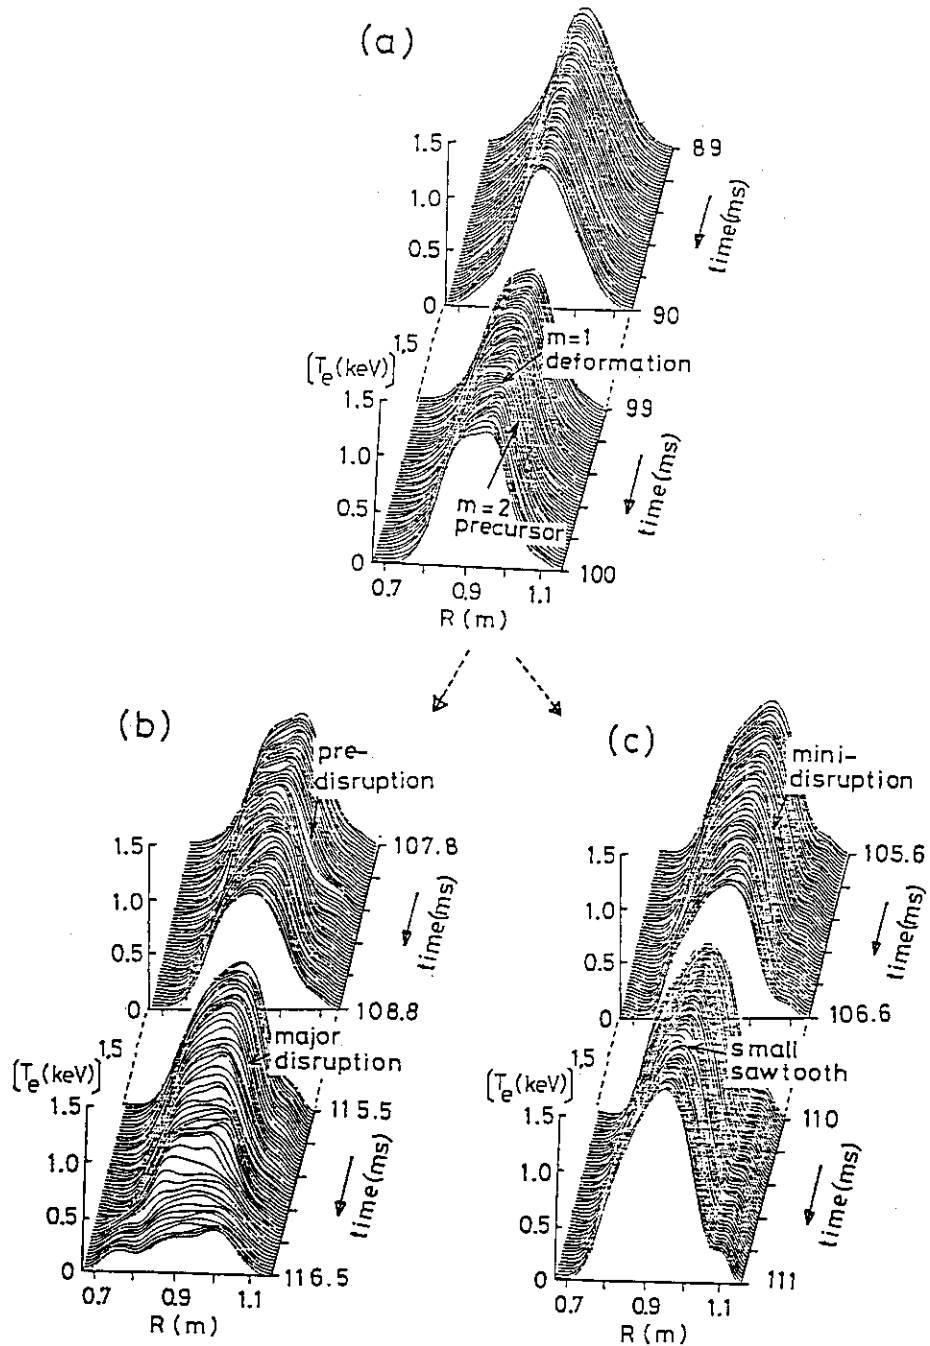 (a)
1.5
1.0
0.5
0
89
time(ms)
90
[Te(keV)]1,5
m=1
deformation
1.5
1.0
0.5
0
99
time(ms)
100
m=2
precursor
0.7
0.9
1.1
R(m)
(b)
pre-
disruption
1.5
1.0
0.5
0
107.8
time(ms)
108.8
[Te(keV)]1,5
major
disruption
1.5
1.0
0.5
0
115.5
time(ms)
116.5
0.7
0.9
1.1
R(m)
(c)
mini-
disruption
1.5
1.0
0.5
0
105.6
time(ms)
106.6
[Te(keV)]1,5
small
sawtooth
1.5
1.0
0.5
0
110
time(ms)
111
0.7
0.9
1.1
R(m)